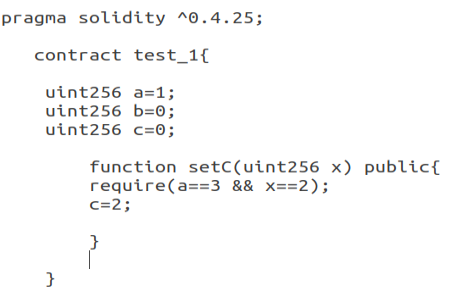 pragma solidity ^0.4.25;
contract test_1{
uint256 a=1;
uint256 b=0;
uint256 c=0;
function setC(uint256 x) public{
require(a==3 && x==2);
c=2;
}
}